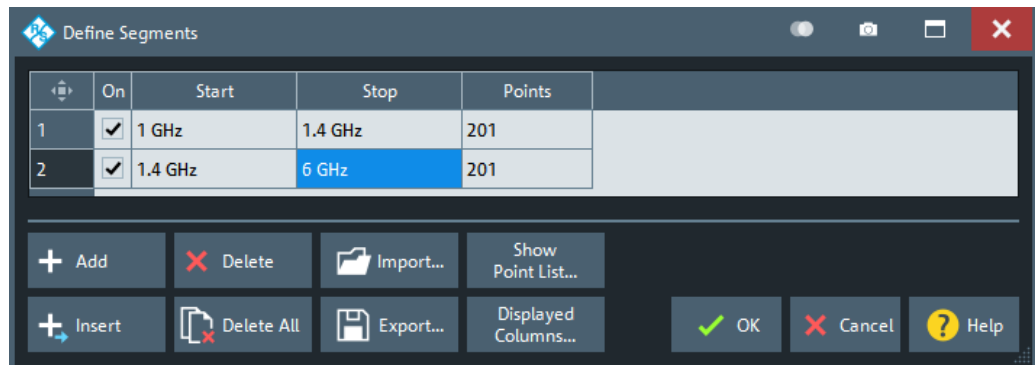 R&S Define Segments
On Start Stop Points
1 1 GHz 1.4 GHz 201
2 1.4 GHz 6 GHz 201
Add Delete Import... Show
Point List...
Insert Delete All Export... Displayed
Columns... OK Cancel ? Help